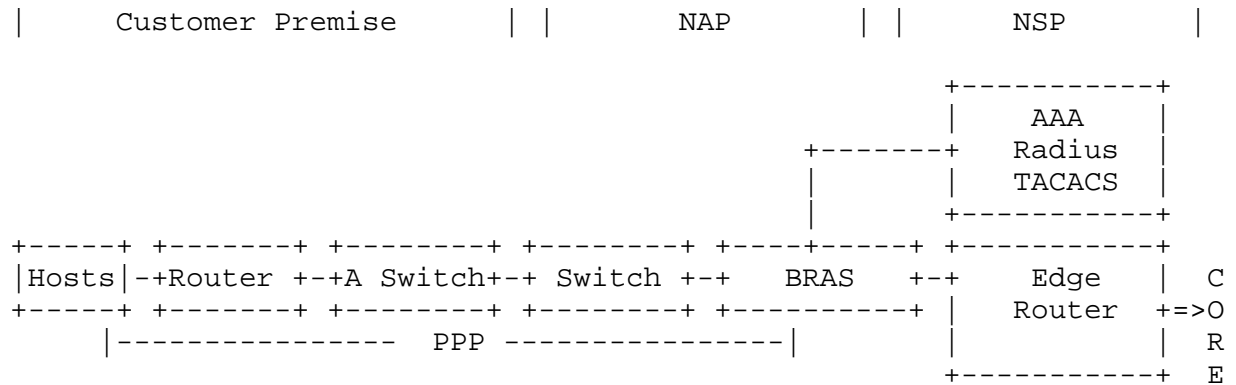 | Customer Premise | | NAP | | NSP |
+-----------+
| AAA |
+-------+ Radius |
| | TACACS |
| +-----------+
+-----+ +-------+ +--------+ +--------+ +----+-----+ +-----------+
|Hosts|-+Router +-+A Switch+-+ Switch +-+ BRAS +-+ Edge | C
+-----+ +-------+ +--------+ +--------+ +----------+ | Router +=>O
|---------------- PPP ----------------| | | R
+-----------+ E